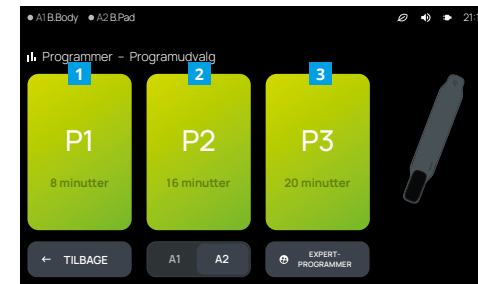 A1 B.Body A2 B.Pad
Programmer – Programudvalg
1 2 3
P1 P2 P3
8 minutter 16 minutter 20 minutter
← TILBAGE A1 A2 EXPERT-
PROGRAMMER